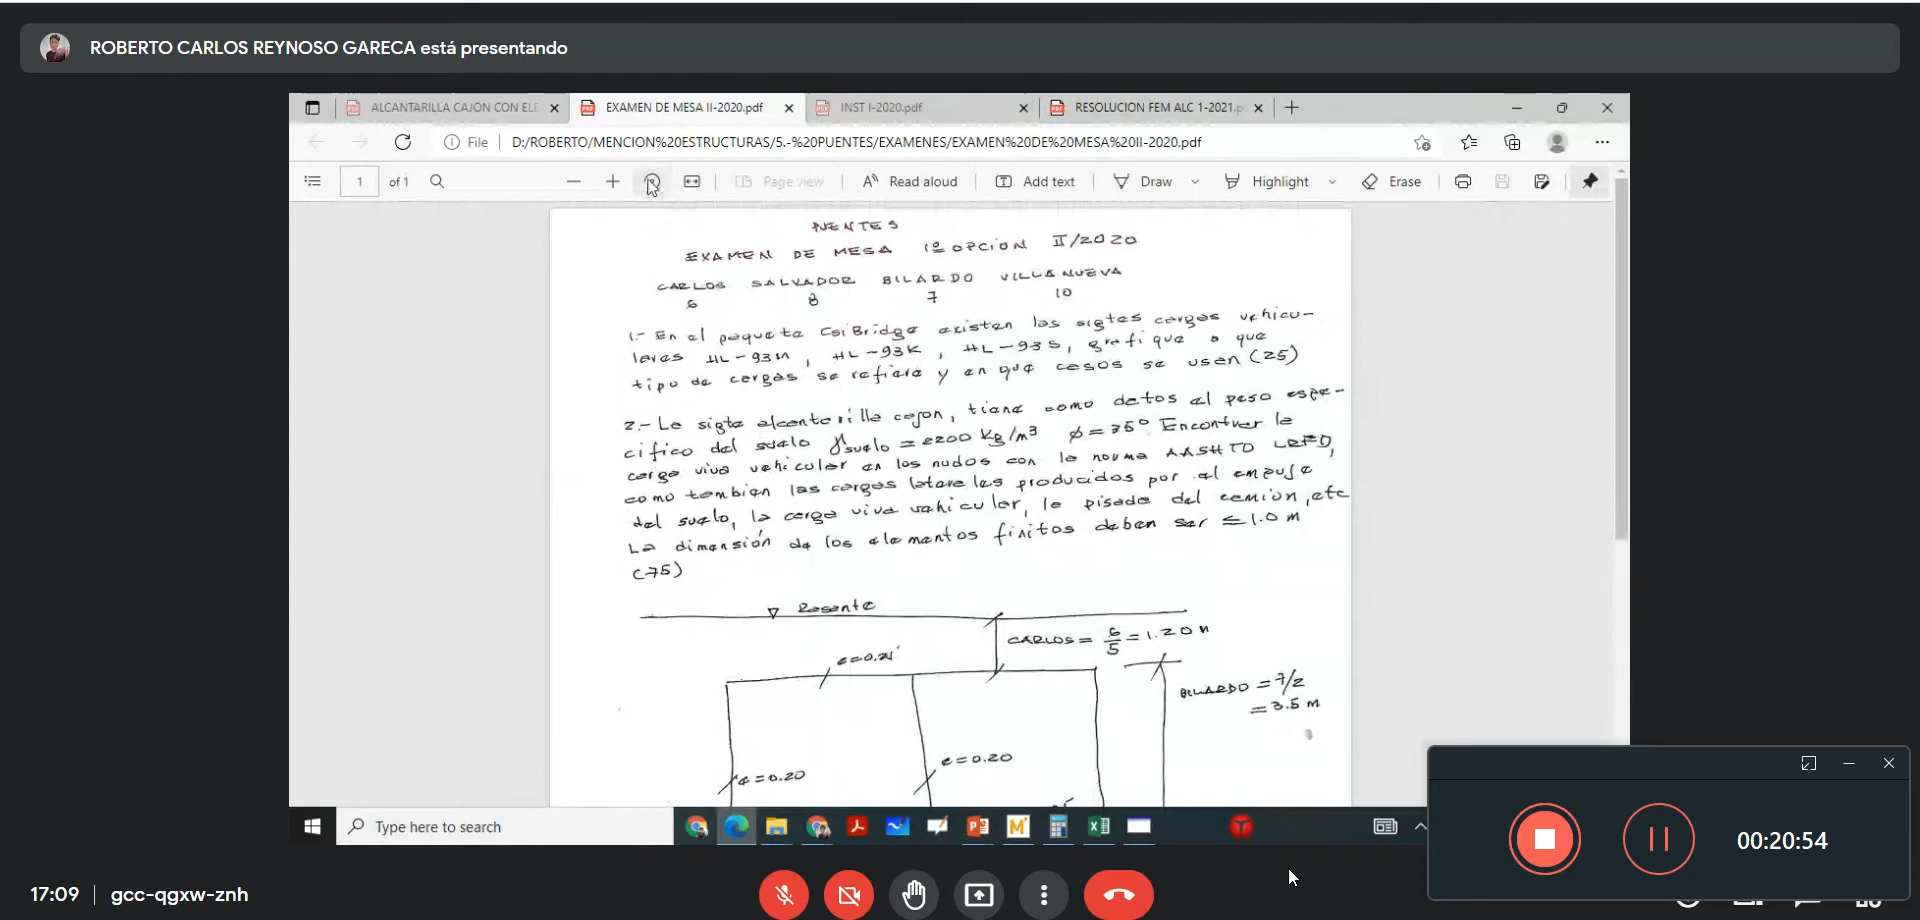 ROBERTO CARLOS REYNOSO GARECA está presentando
ALCANTARILLA CAJON CON ELE
EXAMEN DE MESA II-2020.pdf
INST I-2020.pdf
RESOLUCION FEM ALC 1-2021.p
File
D:/ROBERTO/MENCION%20ESTRUCTURAS/5.-%20PUENTES/EXAMENES/EXAMEN%20DE%20MESA%20II-2020.pdf
1 of 1
Page view
Read aloud
Add text
Draw
Highlight
Erase
PUENTES
EXAMEN DE MESA 1º OPCION II/2020
CARLOS SALVADOR BILARDO VILLANUEVA
6 8 7 10
1.- En el paquete CsiBridge existen las sigtes cargas vehicu-
lares HL-93M, HL-93K, HL-93S, grafique a que
tipo de cargas se refiere y en que casos se usan (25)
2.- La sigte alcantarilla cajon, tiene como datos el peso espe-
cifico del suelo γsuelo = 2200 kg/m³ φ = 35° Encontrar la
carga viva vehicular en los nudos con la norma AASHTO LRFD,
como tambien las cargas laterales producidos por el empuje
del suelo, la carga viva vehicular, la pisada del camion, etc
La dimensión de los elementos finitos deben ser ≤ 1.0 m
(75)
Rasante
CARLOS = 6/5 = 1.20 m
e=0.21
BILARDO = 7/2
= 3.5 m
e=0.20
e=0.20
Type here to search
00:20:54
17:09 | gcc-qgxw-znh